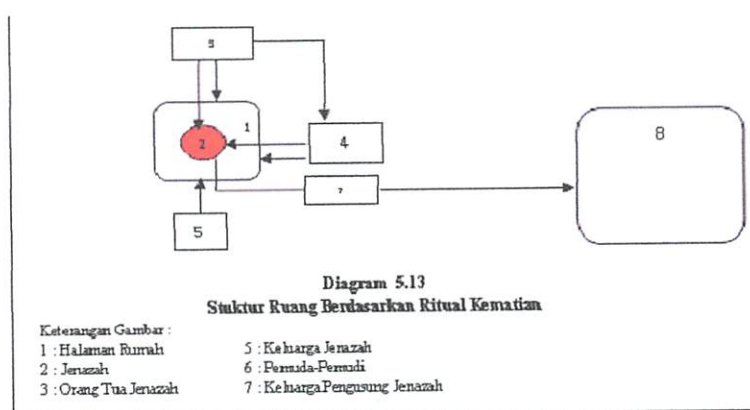 3
1
2
4
8
7
5
Diagram 5.13
Stuktur Ruang Berdasarkan Ritual Kematian
Keterangan Gambar :
1 : Halaman Rumah
5 : Keluarga Jenazah
2 : Jenazah
6 : Pemuda-Pemudi
3 : Orang Tua Jenazah
7 : Keluarga Pengusung Jenazah